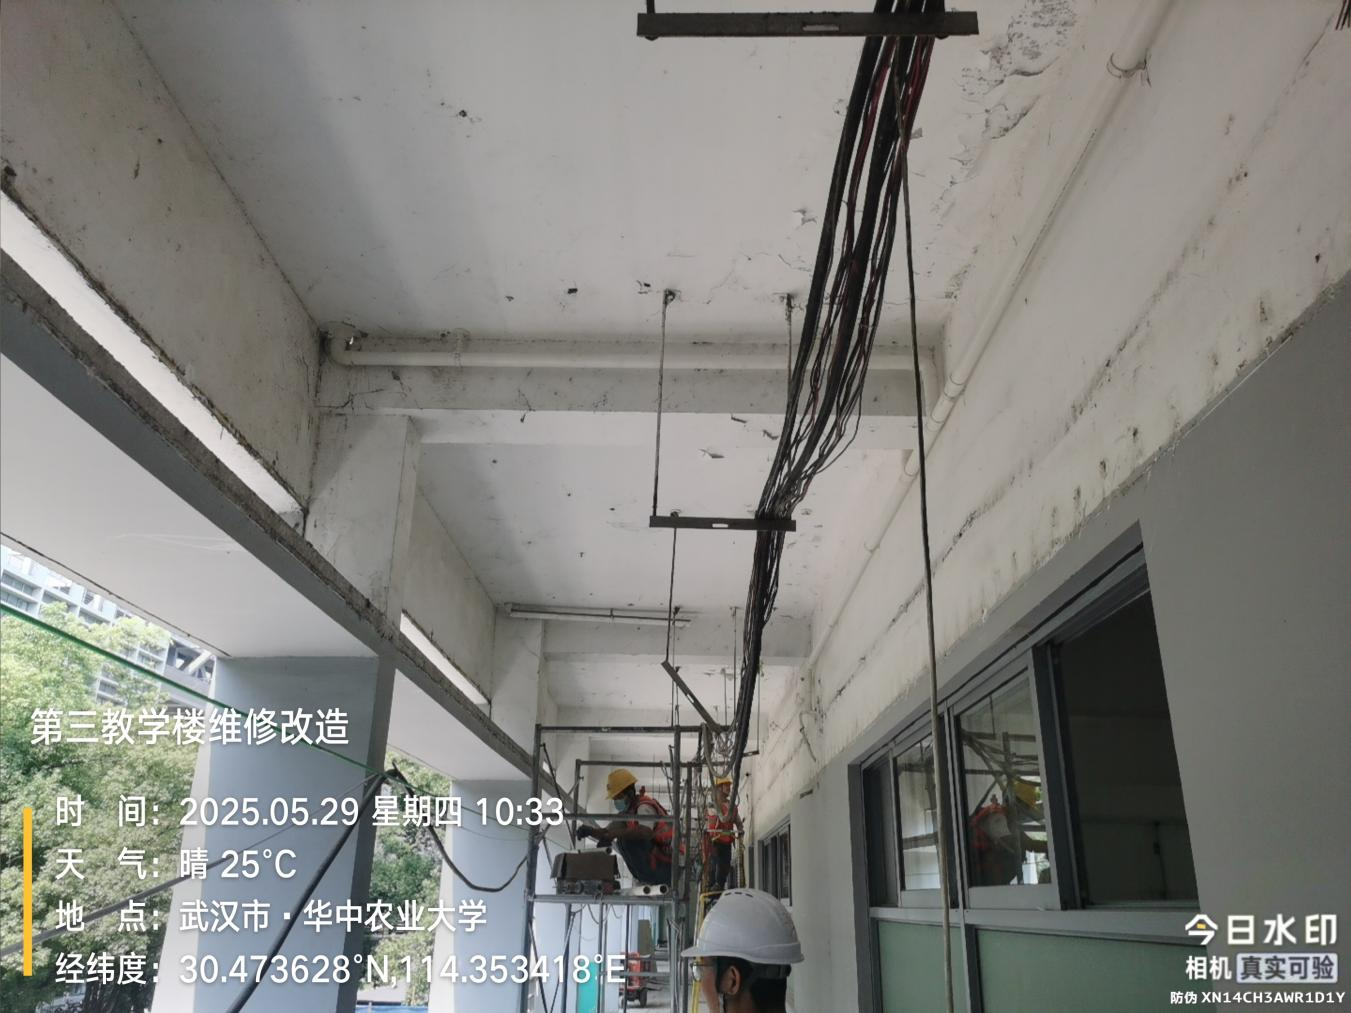 第三教学楼维修改造
时 间：2025.05.29 星期四 10:33
天 气：晴 25°C
地 点：武汉市·华中农业大学
经纬度：30.473628°N,114.353418°E
今日水印
相机 真实可验
防伪 XN14CH3AWR1D1Y